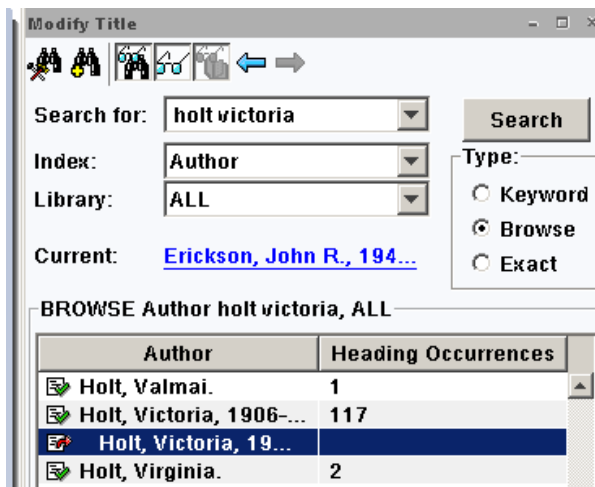 Modify Title
Search for: holt victoria Search
Index: Author Type:
Library: ALL Keyword
Browse
Current: Erickson, John R., 194... Exact
BROWSE Author holt victoria, ALL
Author Heading Occurrences
Holt, Valmai. 1
Holt, Victoria, 1906-... 117
Holt, Victoria, 19...
Holt, Virginia. 2